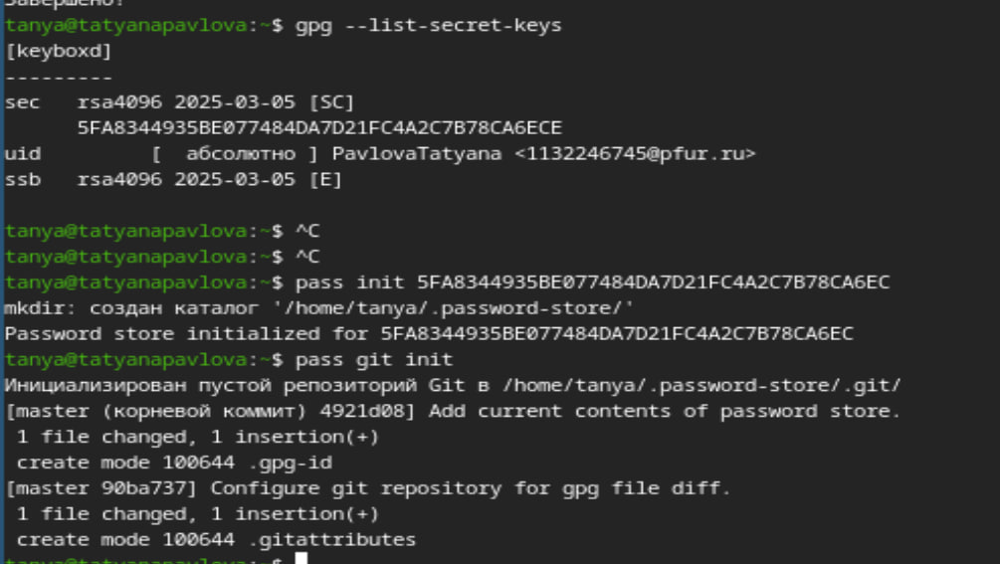 Завершено!
tanya@tatyanapavlova:~$ gpg --list-secret-keys
[keyboxd]
---------
sec   rsa4096 2025-03-05 [SC]
      5FA8344935BE077484DA7D21FC4A2C7B78CA6ECE
uid         [  абсолютно ] PavlovaTatyana <1132246745@pfur.ru>
ssb   rsa4096 2025-03-05 [E]
tanya@tatyanapavlova:~$ ^C
tanya@tatyanapavlova:~$ ^C
tanya@tatyanapavlova:~$ pass init 5FA8344935BE077484DA7D21FC4A2C7B78CA6EC
mkdir: создан каталог '/home/tanya/.password-store/'
Password store initialized for 5FA8344935BE077484DA7D21FC4A2C7B78CA6EC
tanya@tatyanapavlova:~$ pass git init
Инициализирован пустой репозиторий Git в /home/tanya/.password-store/.git/
[master (корневой коммит) 4921d08] Add current contents of password store.
 1 file changed, 1 insertion(+)
 create mode 100644 .gpg-id
[master 90ba737] Configure git repository for gpg file diff.
 1 file changed, 1 insertion(+)
 create mode 100644 .gitattributes
tanya@tatyanapavlova:~$